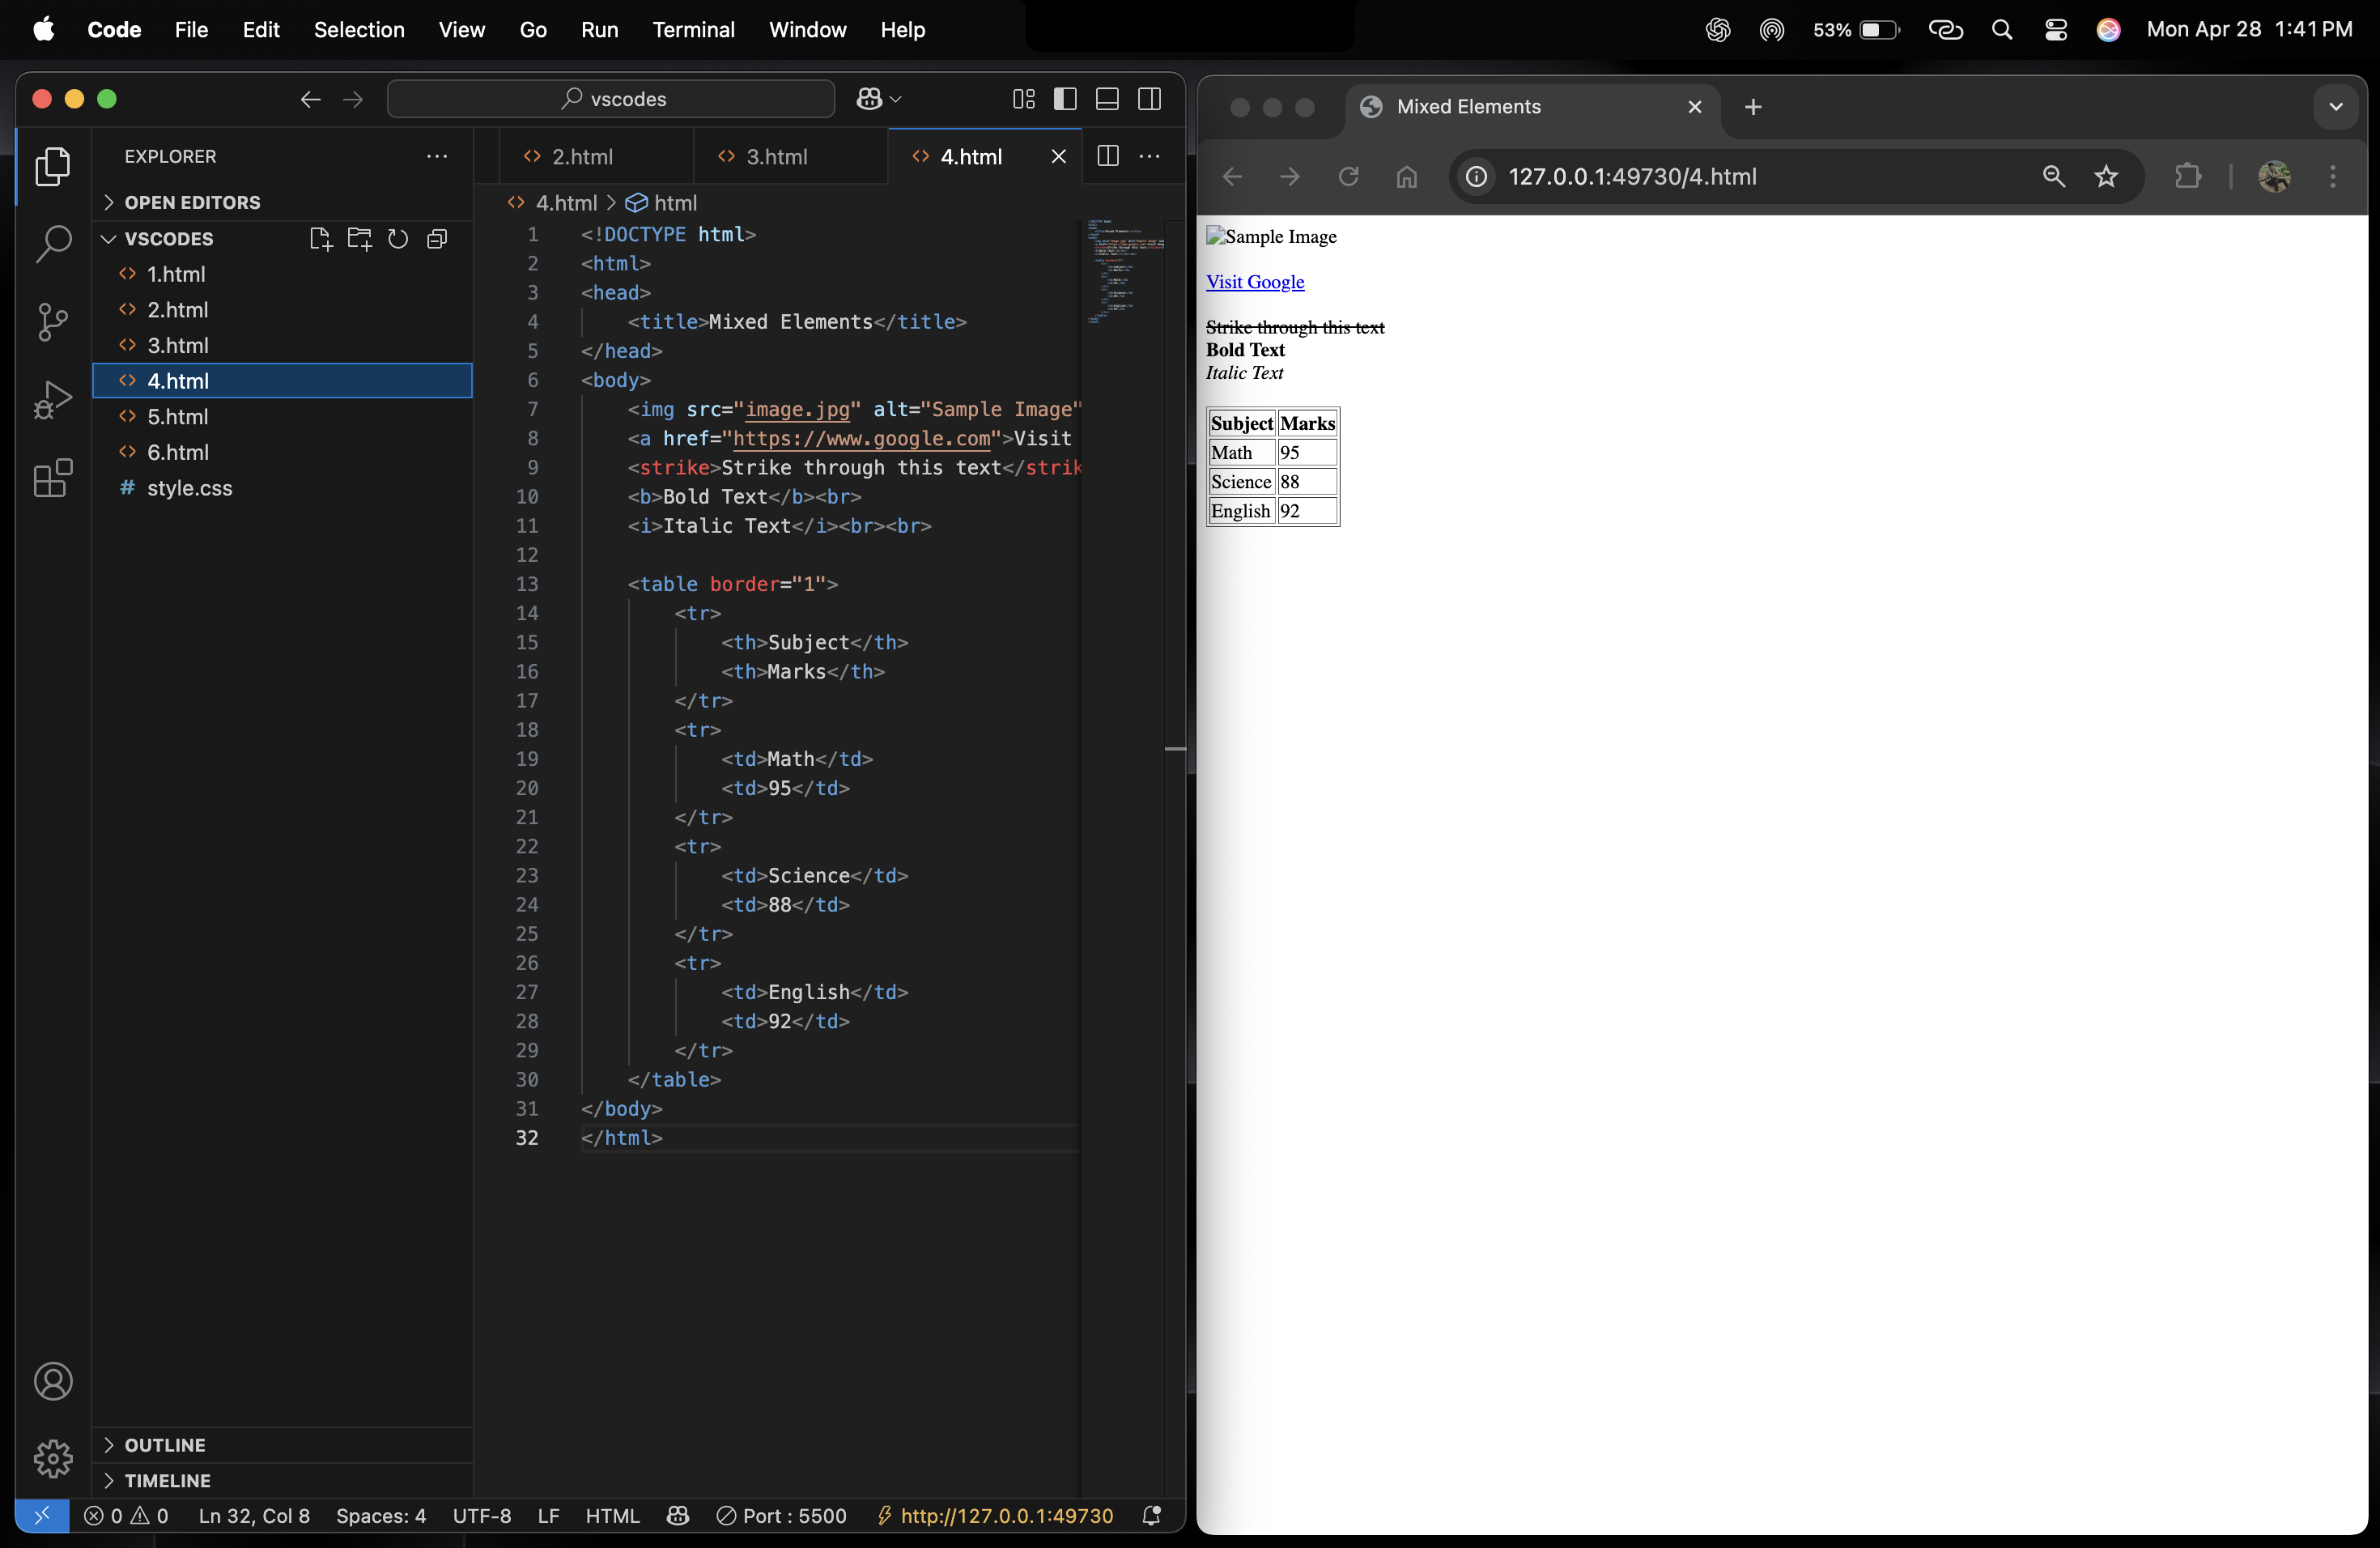 Code File Edit Selection View Go Run Terminal Window Help
53% Mon Apr 28 1:41 PM
vscodes
EXPLORER
OPEN EDITORS
VSCODES
1.html
2.html
3.html
4.html
5.html
6.html
# style.css
OUTLINE
TIMELINE
2.html 3.html 4.html
4.html > html
1 <!DOCTYPE html>
2 <html>
3 <head>
4 <title>Mixed Elements</title>
5 </head>
6 <body>
7 <img src="image.jpg" alt="Sample Image"
8 <a href="https://www.google.com">Visit
9 <strike>Strike through this text</strik
10 <b>Bold Text</b><br>
11 <i>Italic Text</i><br><br>
12
13 <table border="1">
14 <tr>
15 <th>Subject</th>
16 <th>Marks</th>
17 </tr>
18 <tr>
19 <td>Math</td>
20 <td>95</td>
21 </tr>
22 <tr>
23 <td>Science</td>
24 <td>88</td>
25 </tr>
26 <tr>
27 <td>English</td>
28 <td>92</td>
29 </tr>
30 </table>
31 </body>
32 </html>
0 0 Ln 32, Col 8 Spaces: 4 UTF-8 LF HTML Port : 5500 http://127.0.0.1:49730
Mixed Elements
127.0.0.1:49730/4.html
Sample Image
Visit Google
Strike through this text
Bold Text
Italic Text
Subject Marks
Math 95
Science 88
English 92